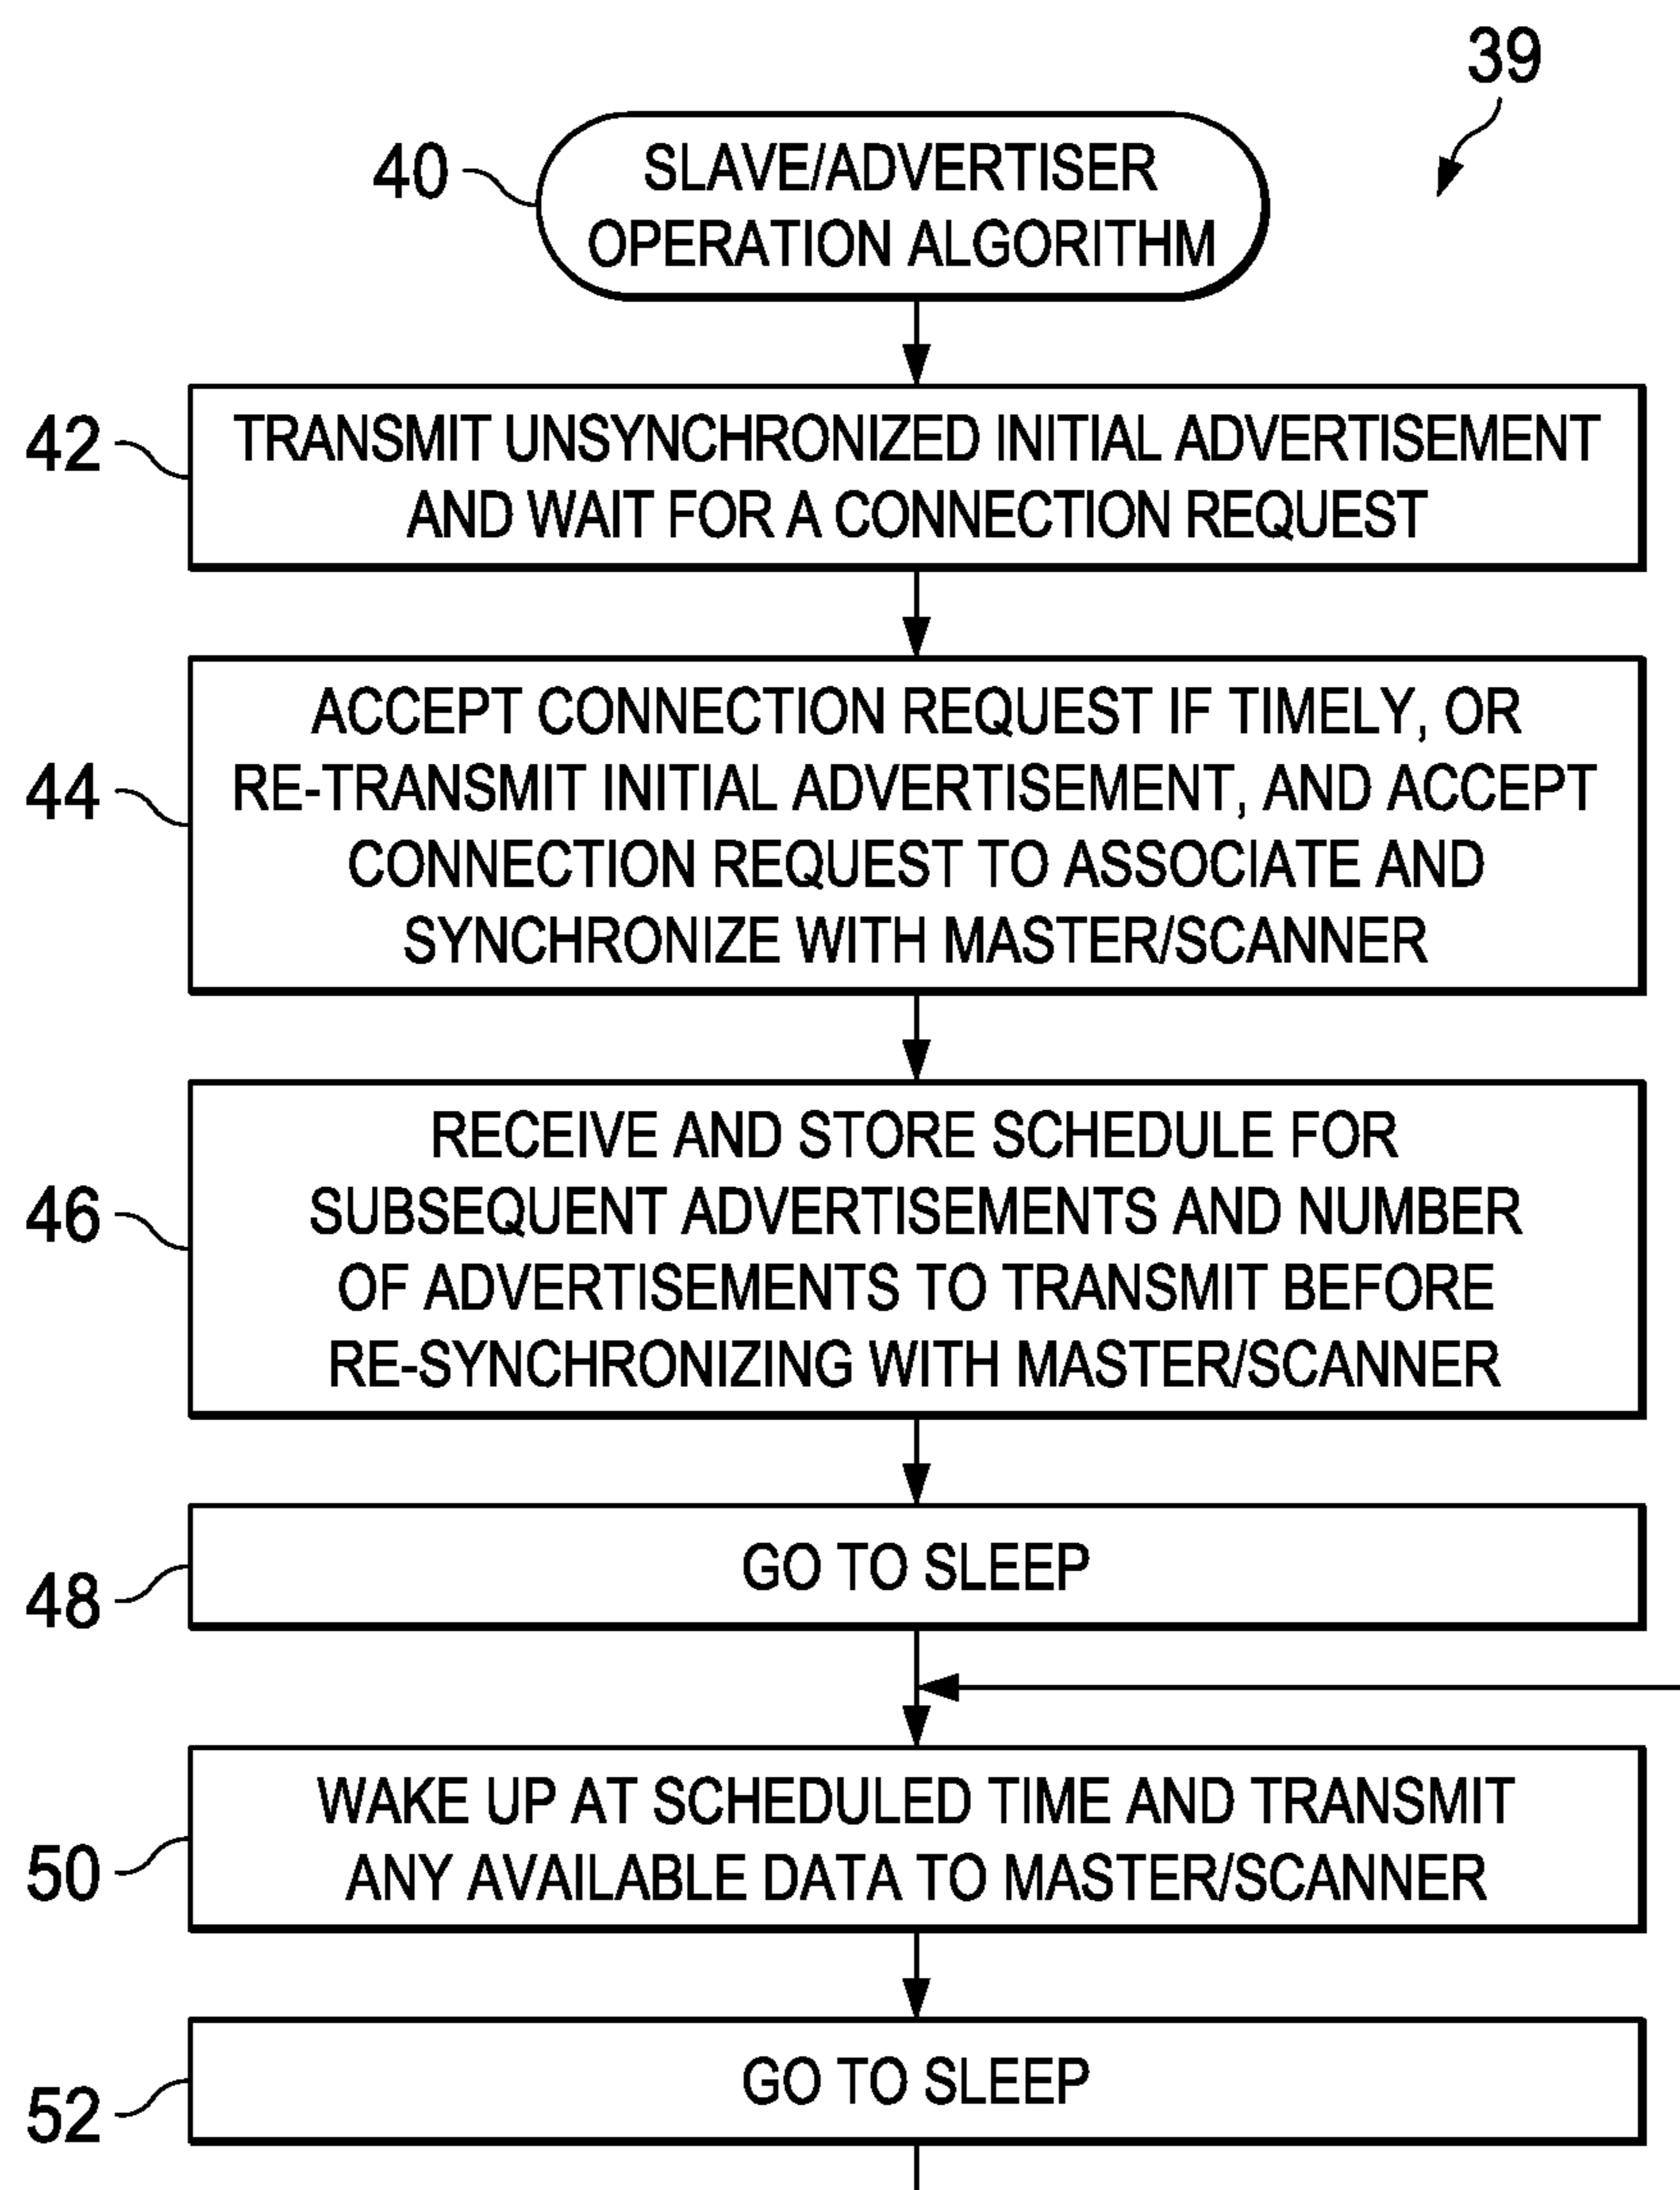 39
40
SLAVE/ADVERTISER
OPERATION ALGORITHM
42
TRANSMIT UNSYNCHRONIZED INITIAL ADVERTISEMENT
AND WAIT FOR A CONNECTION REQUEST
44
ACCEPT CONNECTION REQUEST IF TIMELY, OR
RE-TRANSMIT INITIAL ADVERTISEMENT, AND ACCEPT
CONNECTION REQUEST TO ASSOCIATE AND
SYNCHRONIZE WITH MASTER/SCANNER
46
RECEIVE AND STORE SCHEDULE FOR
SUBSEQUENT ADVERTISEMENTS AND NUMBER
OF ADVERTISEMENTS TO TRANSMIT BEFORE
RE-SYNCHRONIZING WITH MASTER/SCANNER
48
GO TO SLEEP
50
WAKE UP AT SCHEDULED TIME AND TRANSMIT
ANY AVAILABLE DATA TO MASTER/SCANNER
52
GO TO SLEEP